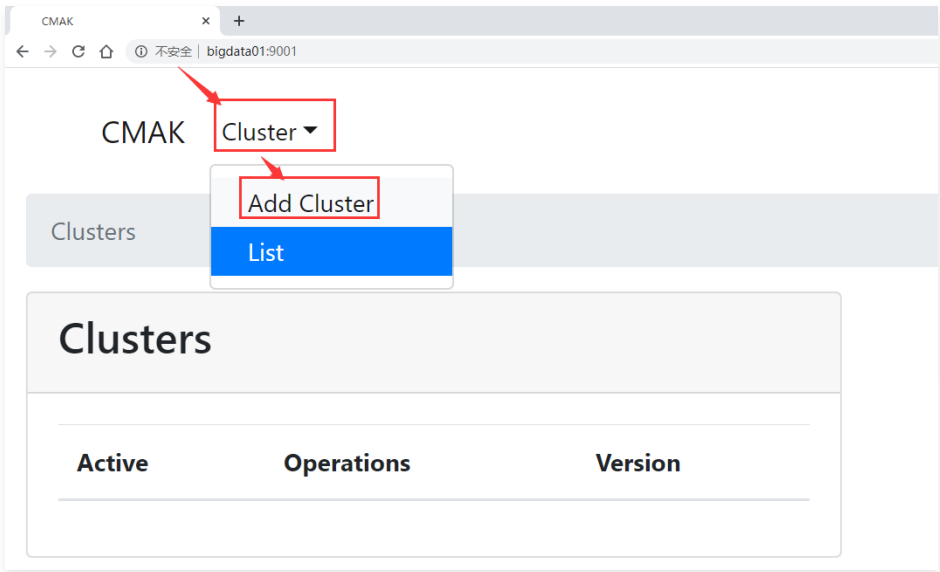 CMAK
不安全 | bigdata01:9001
CMAK Cluster
Add Cluster
Clusters
List
Clusters
Active Operations Version